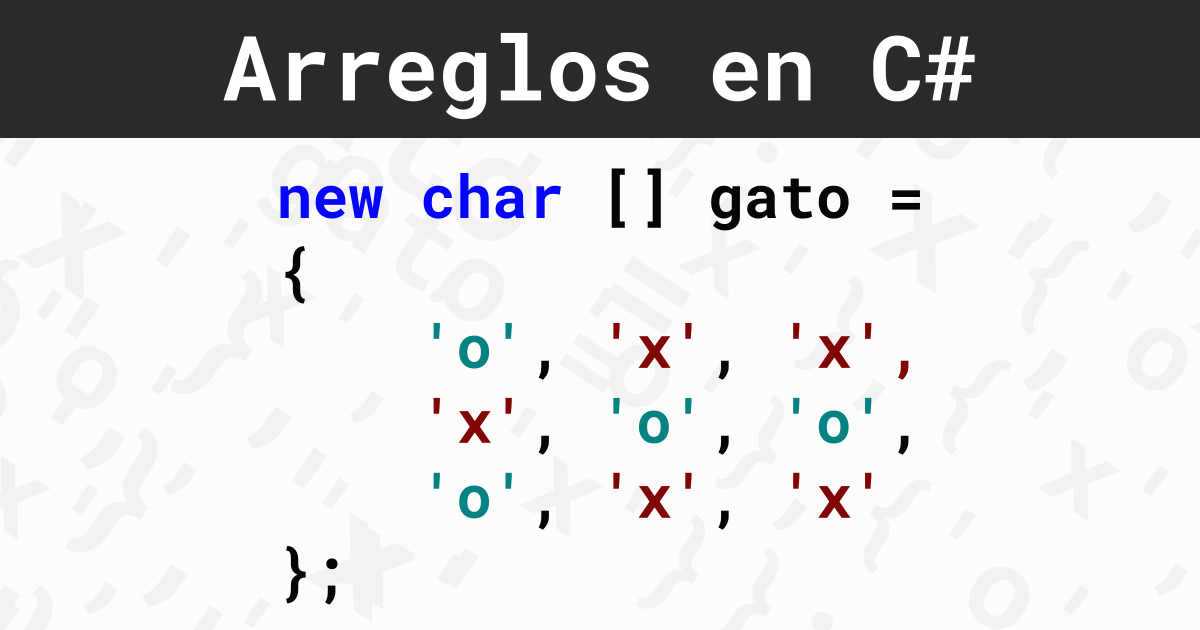 Arreglos en C#
new char [] gato =
{
'o', 'x', 'x',
'x', 'o', 'o',
'o', 'x', 'x'
};